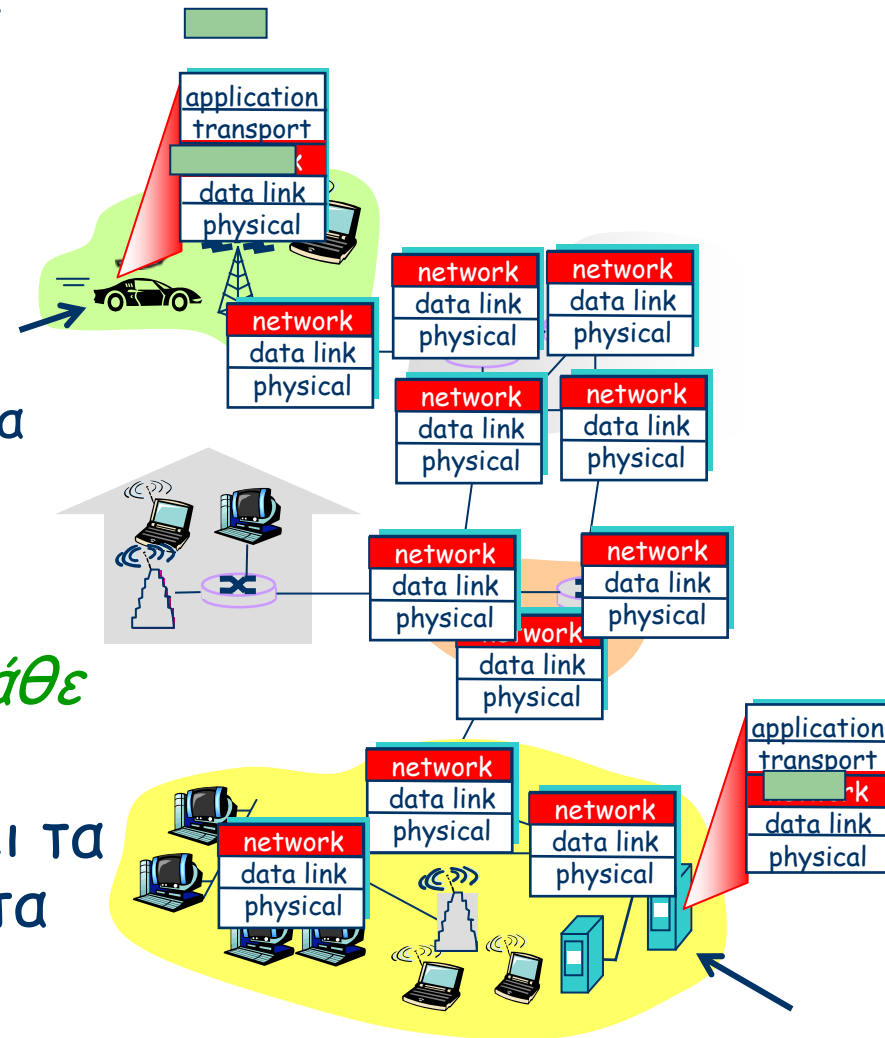 application
transport
k
data link
physical
network
data link
physical
network
data link
physical
network
data link
physical
network
data link
physical
network
data link
physical
α
network
data link
physical
network
data link
physical
work
data link
physical
άθε
application
transport
k
data link
physical
network
data link
physical
network
data link
physical
network
data link
physical
ι τα
τα